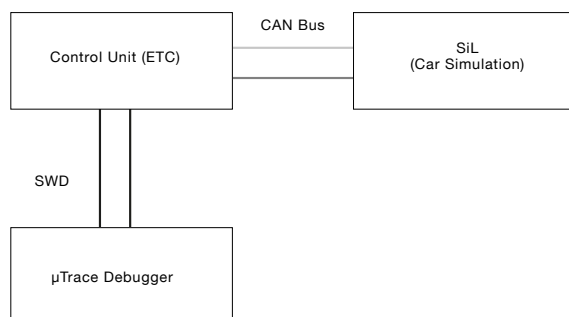 CAN Bus
Control Unit (ETC)
SiL
(Car Simulation)
SWD
µTrace Debugger